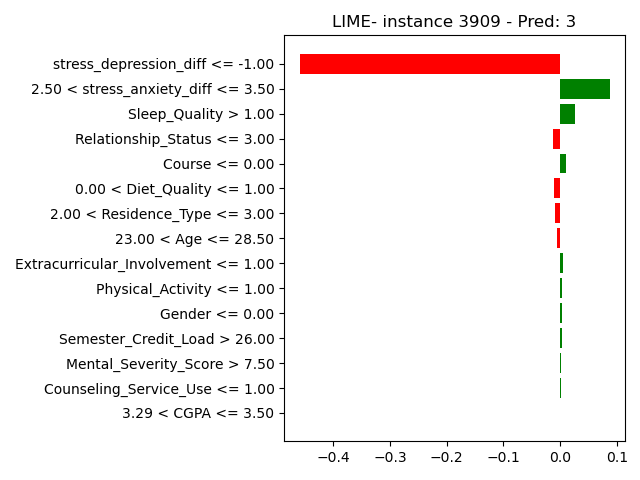 LIME- instance 3909 - Pred: 3
stress_depression_diff <= -1.00
2.50 < stress_anxiety_diff <= 3.50
Sleep_Quality > 1.00
Relationship_Status <= 3.00
Course <= 0.00
0.00 < Diet_Quality <= 1.00
2.00 < Residence_Type <= 3.00
23.00 < Age <= 28.50
Extracurricular_Involvement <= 1.00
Physical_Activity <= 1.00
Gender <= 0.00
Semester_Credit_Load > 26.00
Mental_Severity_Score > 7.50
Counseling_Service_Use <= 1.00
3.29 < CGPA <= 3.50
−0.4 −0.3 −0.2 −0.1 0.0 0.1